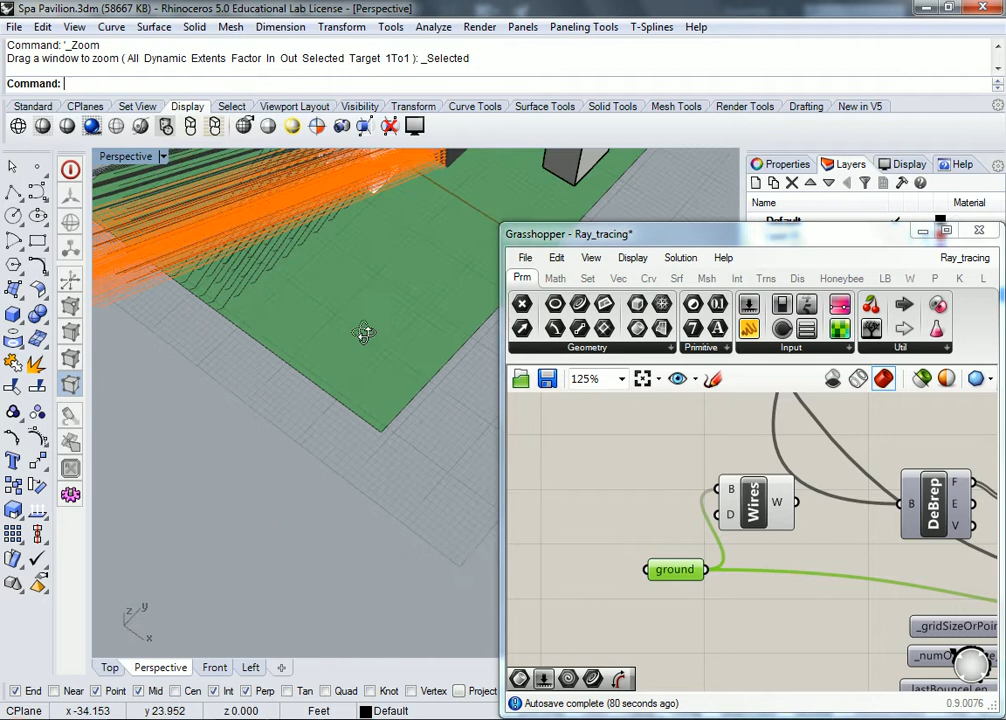 Spa Pavilion.3dm (58667 KB) - Rhinoceros 5.0 Educational Lab License - [Perspective]
File Edit View Curve Surface Solid Mesh Dimension Transform Tools Analyze Render Panels Paneling Tools T-Splines Help
Command: '_Zoom
Drag a window to zoom ( All Dynamic Extents Factor In Out Selected Target 1To1 ): _Selected
Command:
Standard CPlanes Set View Display Select Viewport Layout Visibility Transform Curve Tools Surface Tools Solid Tools Mesh Tools Render Tools Drafting New in V5
Perspective
Properties Layers Display Help
Name Material
Default
Grasshopper - Ray_tracing*
File Edit View Display Solution Help Ray_tracing
Prm Math Set Vec Crv Srf Msh Int Trns Dis Honeybee LB W P K L
Geometry Primitive Input Util
125%
B D Wires W
B DeBrep F E V
ground
_gridSizeOrPoin
lastBounceLen
z y x
Top Perspective Front Left
Autosave complete (80 seconds ago) 0.9.0076
End Near Point Mid Cen Int Perp Tan Quad Knot Vertex Project
CPlane x -34.153 y 23.952 z 0.000 Feet Default